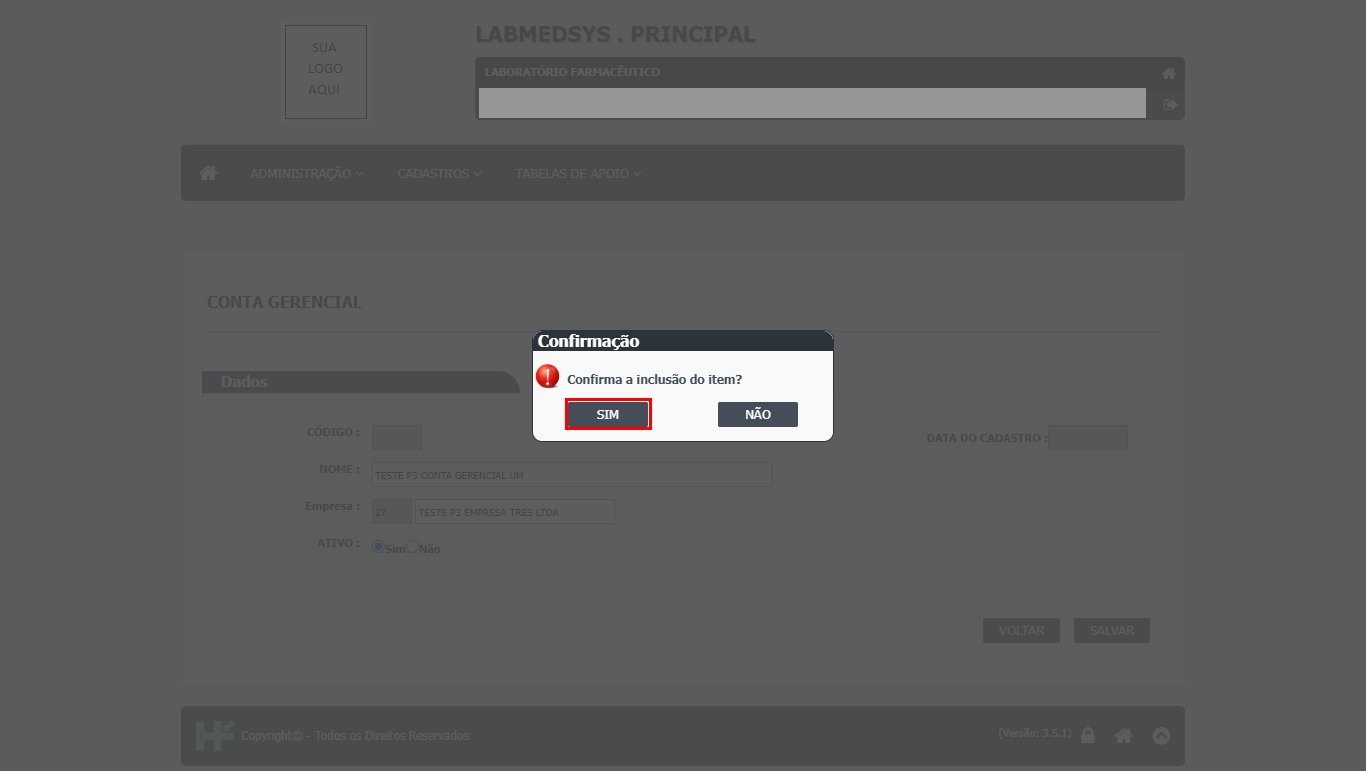 SUA
LOGO
AQUI
LABMEDSYS . PRINCIPAL
LABORATÓRIO FARMACÊUTICO
ADMINISTRAÇÃO
CADASTROS
TABELAS DE APOIO
CONTA GERENCIAL
Confirmação
Confirma a inclusão do item?
SIM
NÃO
Dados
CÓDIGO :
DATA DO CADASTRO :
NOME : TESTE P3 CONTA GERENCIAL UM
Empresa : 27 TESTE P3 EMPRESA TRES LTDA
ATIVO : Sim Não
VOLTAR
SALVAR
Copyright© - Todos os Direitos Reservados
(Versão: 3.5.1)